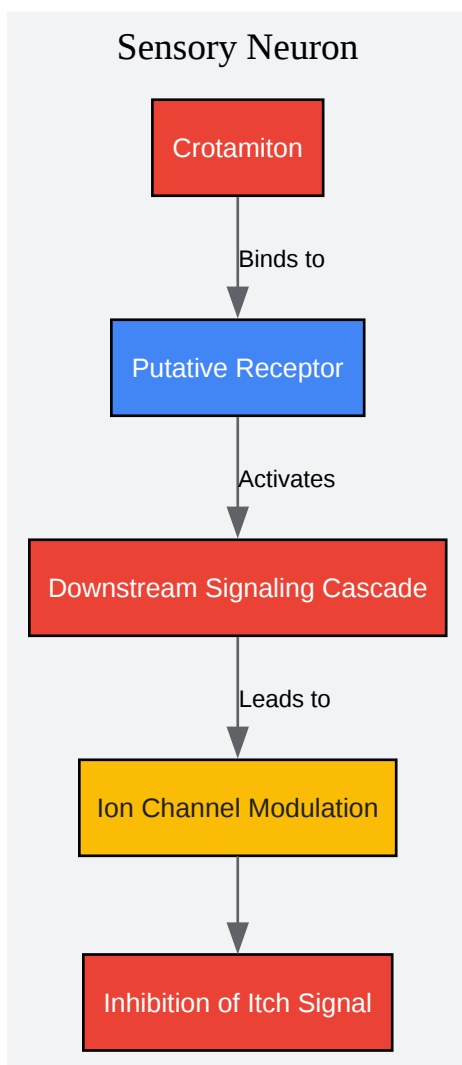 Sensory Neuron
Crotamiton
Binds to
Putative Receptor
Activates
Downstream Signaling Cascade
Leads to
Ion Channel Modulation
Inhibition of Itch Signal